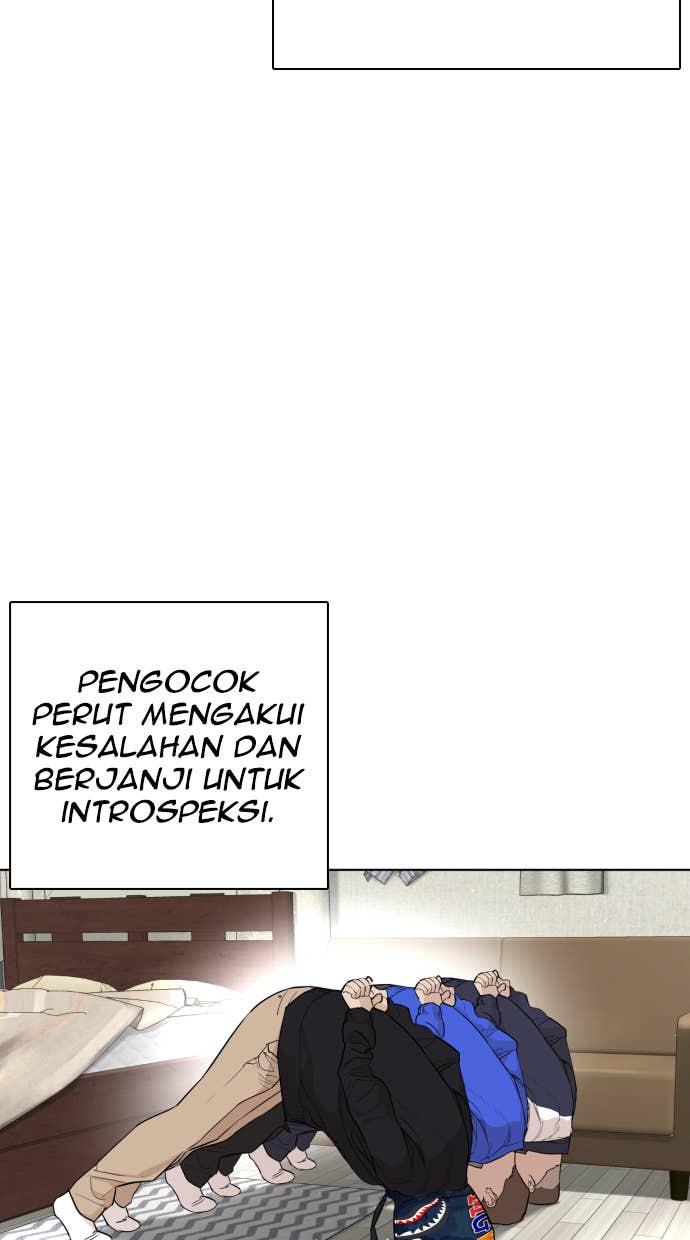 PENGOCOK
PERUT MENGAKUI
KESALAHAN DAN
BERJANJI UNTUK
INTROSPEKSI.